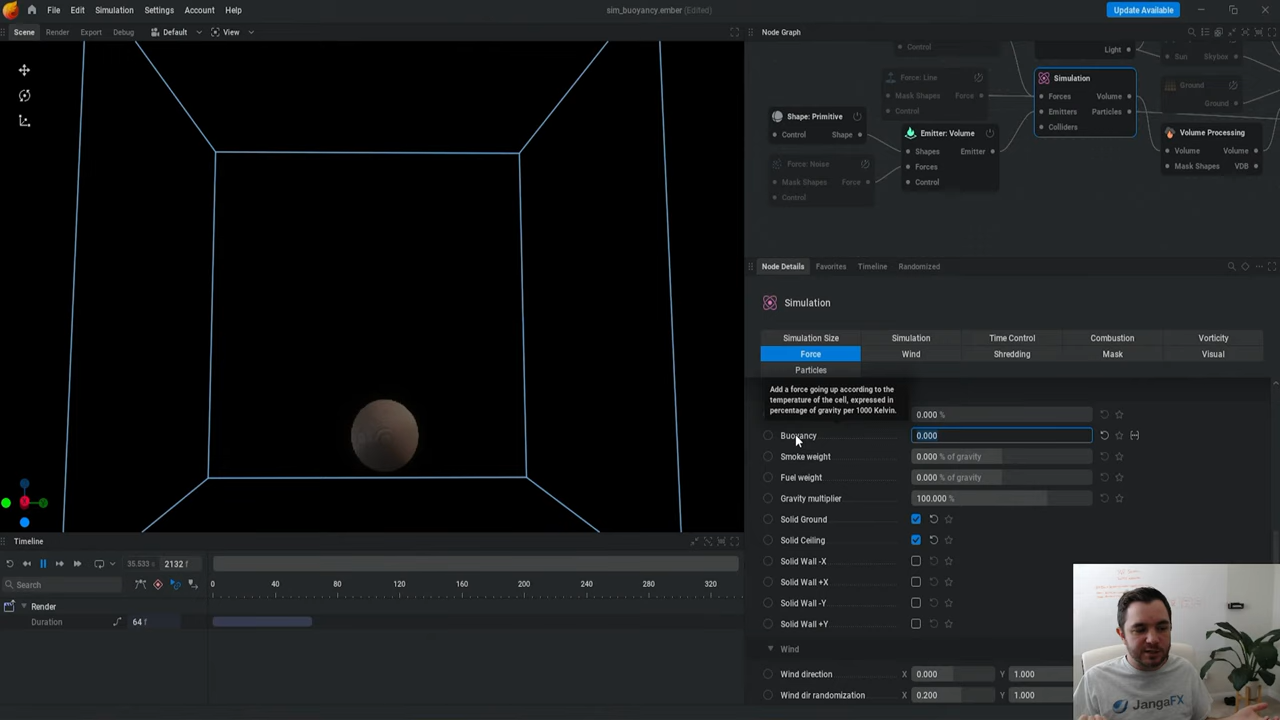 File Edit Simulation Settings Account Help
sim_buoyancy.ember (Edited)
Update Available
Scene Render Export Debug
Default View
Node Graph
Control
Light
Sun Skybox
Force: Line
Mask Shapes Force
Control
Simulation
Forces Volume
Emitters Particles
Colliders
Ground
Ground
Shape: Primitive
Control Shape
Emitter: Volume
Shapes Emitter
Forces
Control
Force: Noise
Mask Shapes Force
Control
Volume Processing
Volume Volume
Mask Shapes VDB
Node Details Favorites Timeline Randomized
Simulation
Simulation Size Simulation Time Control Combustion Vorticity
Force Wind Shredding Mask Visual
Particles
Add a force going up according to the
temperature of the cell, expressed in
percentage of gravity per 1000 Kelvin.
0.000 %
Buoyancy 0.000
Smoke weight 0.000 % of gravity
Fuel weight 0.000 % of gravity
Gravity multiplier 100.000 %
Solid Ground
Solid Ceiling
Solid Wall -X
Solid Wall +X
Solid Wall -Y
Solid Wall +Y
Wind
Wind direction X 0.000 Y 1.000
Wind dir randomization X 0.200 Y 1.000
Timeline
35.533 s 2132 f
0 40 80 120 160 200 240 280 320
Search
Render
Duration 64 f
JangaFX